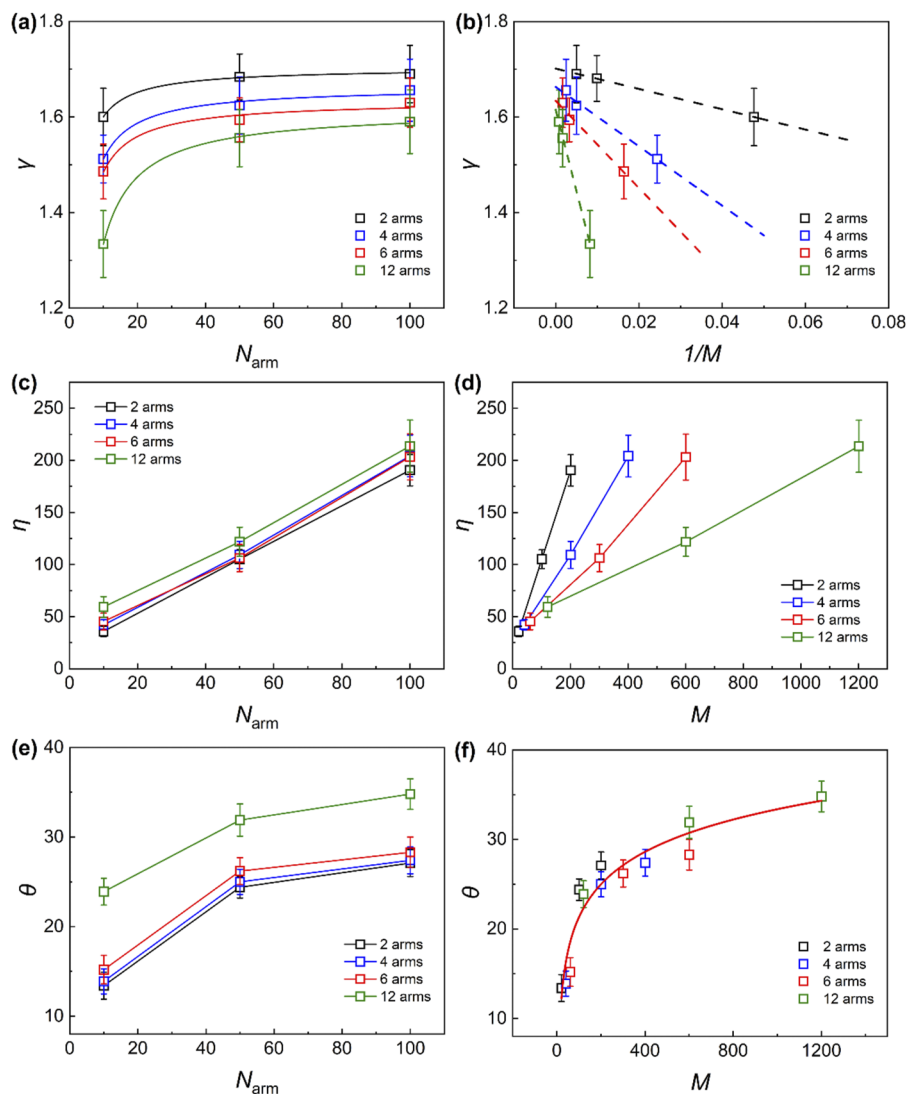 (a)
1.8
1.6
1.4
1.2
γ
2 arms
4 arms
6 arms
12 arms
0 20 40 60 80 100
N_arm
(b)
1.8
1.6
1.4
1.2
γ
2 arms
4 arms
6 arms
12 arms
0.00 0.02 0.04 0.06 0.08
1/M
(c)
250
200
150
100
50
0
η
2 arms
4 arms
6 arms
12 arms
0 20 40 60 80 100
N_arm
(d)
250
200
150
100
50
0
η
2 arms
4 arms
6 arms
12 arms
0 200 400 600 800 1000 1200
M
(e)
40
30
20
10
θ
2 arms
4 arms
6 arms
12 arms
0 20 40 60 80 100
N_arm
(f)
40
30
20
10
θ
2 arms
4 arms
6 arms
12 arms
0 400 800 1200
M